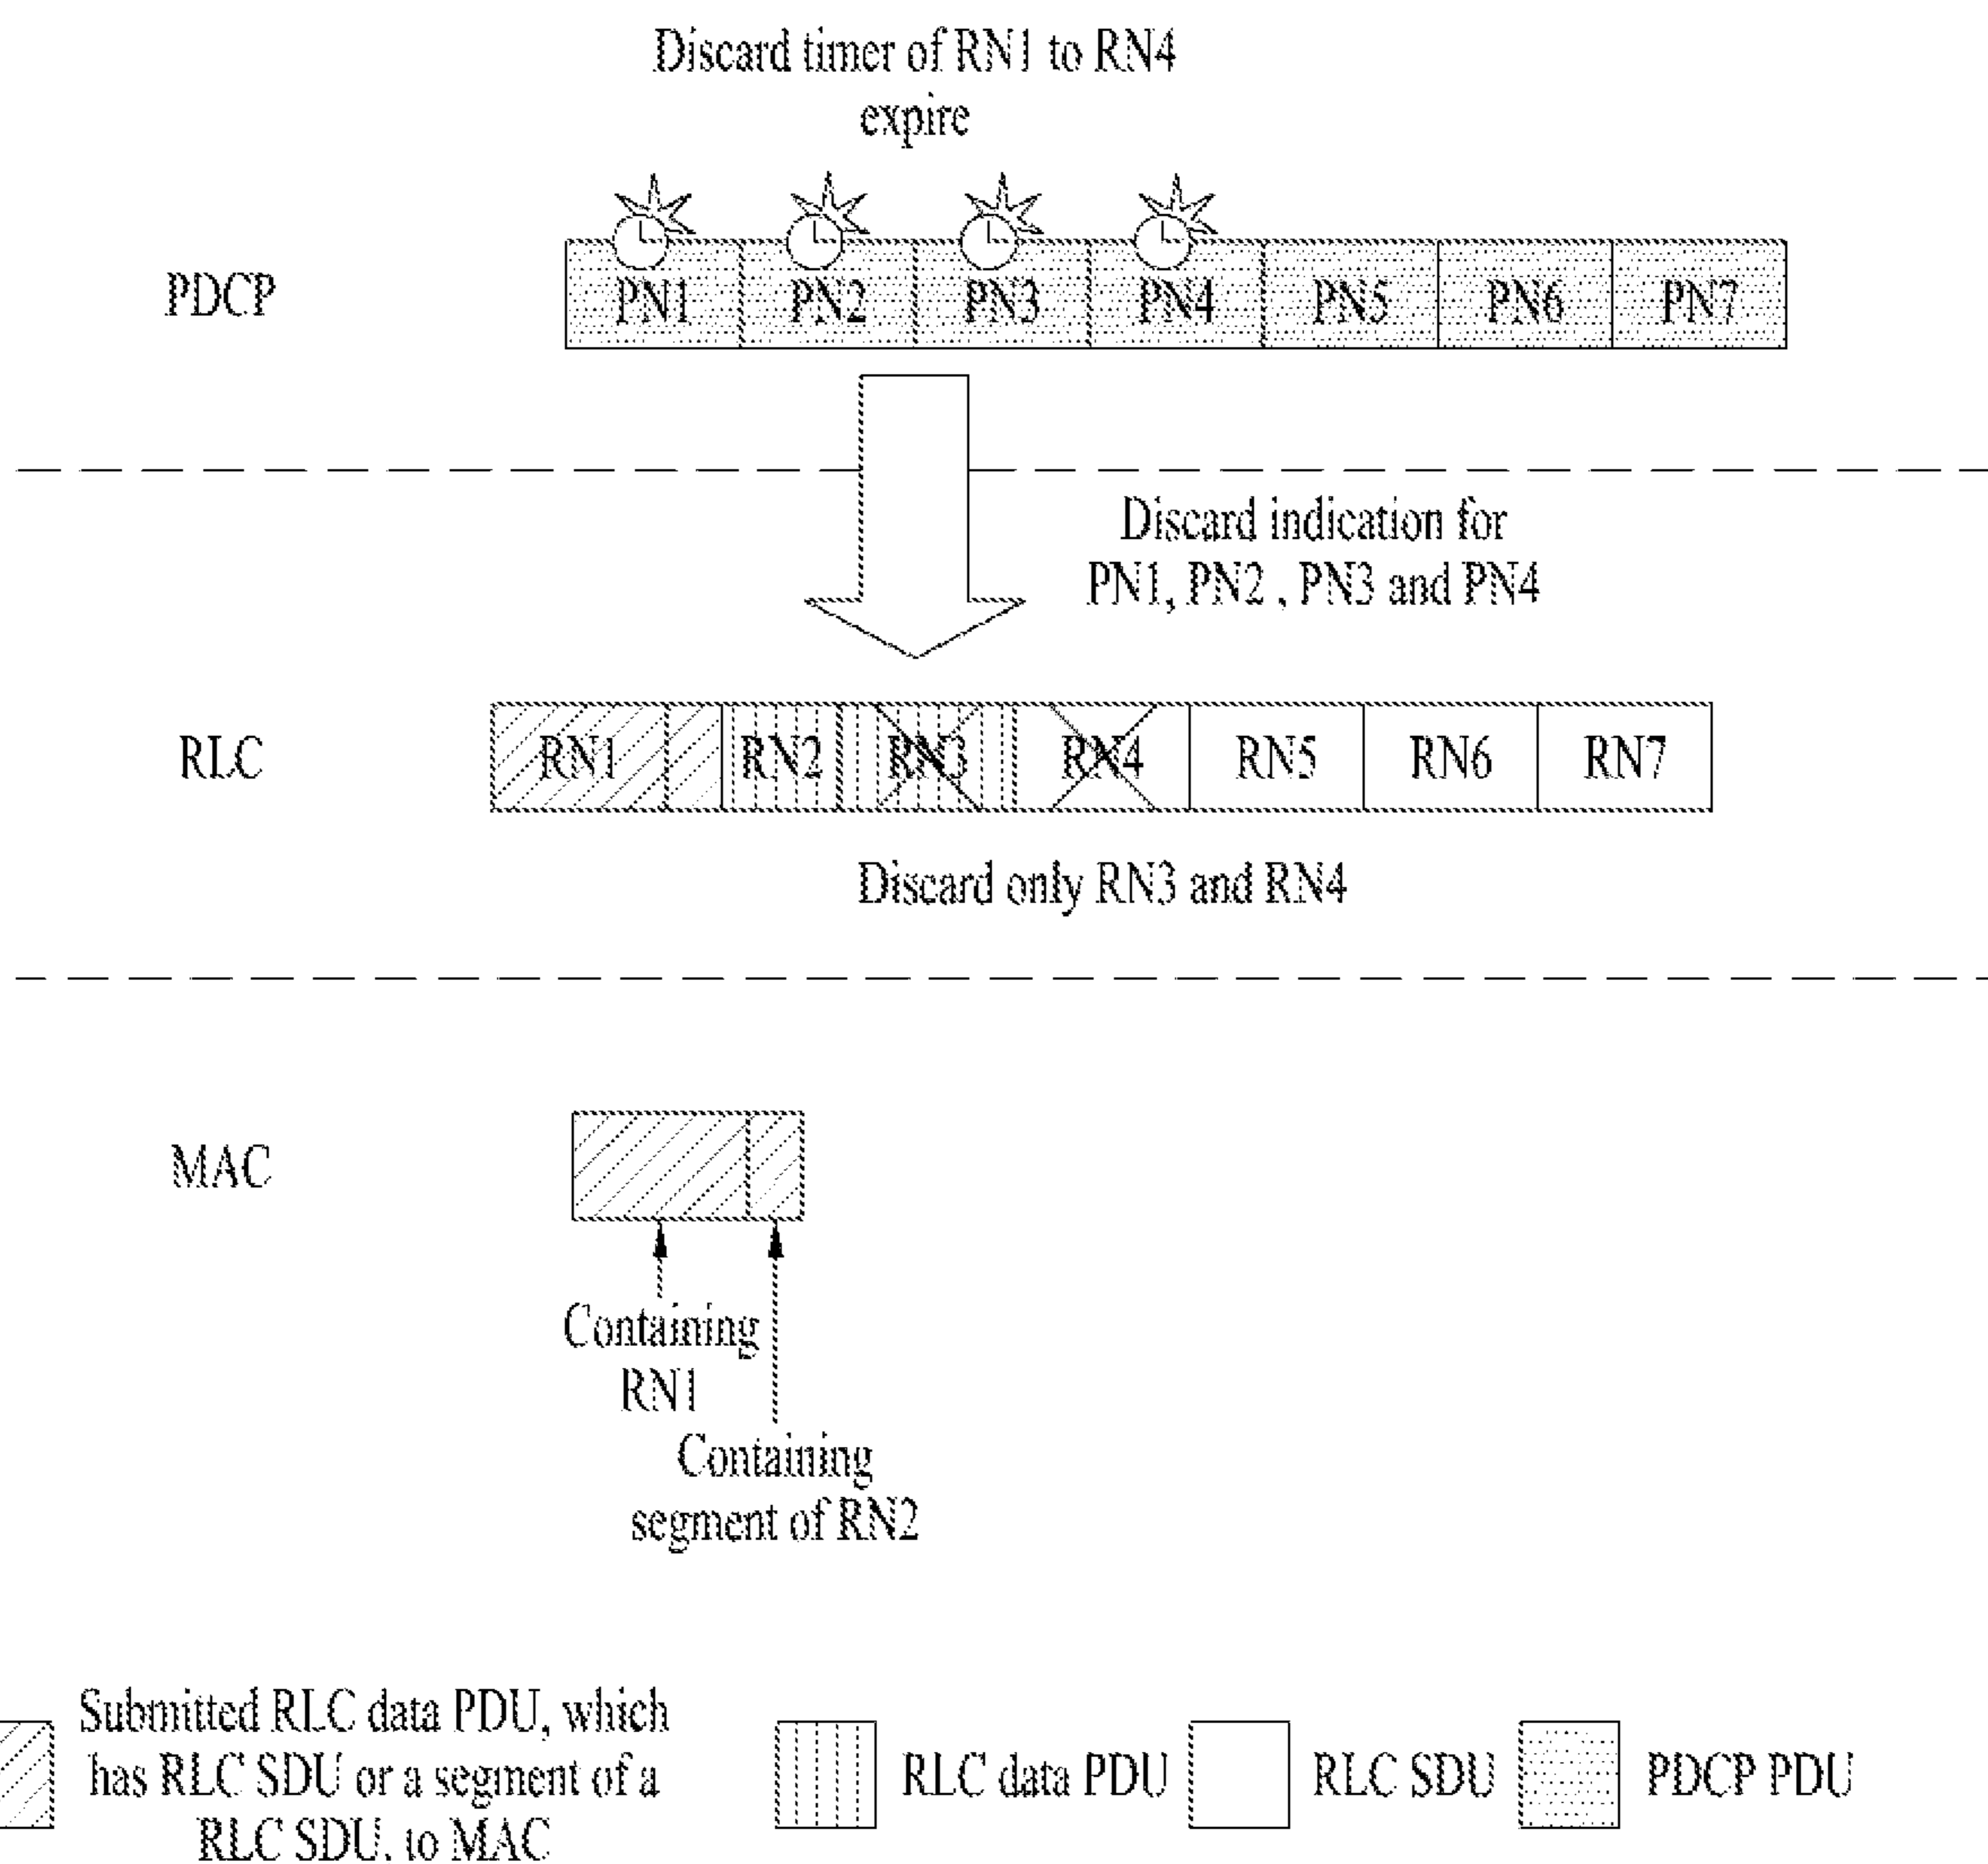 Discard timer of RN1 to RN4
expire
PDCP
PN1 PN2 PN3 PN4 PN5 PN6 PN7
Discard indication for
PN1, PN2 , PN3 and PN4
RLC
RN1 RN2 RN3 RN4 RN5 RN6 RN7
Discard only RN3 and RN4
MAC
Containing
RN1
Containing
segment of RN2
Submitted RLC data PDU, which
has RLC SDU or a segment of a
RLC SDU, to MAC
RLC data PDU
RLC SDU
PDCP PDU